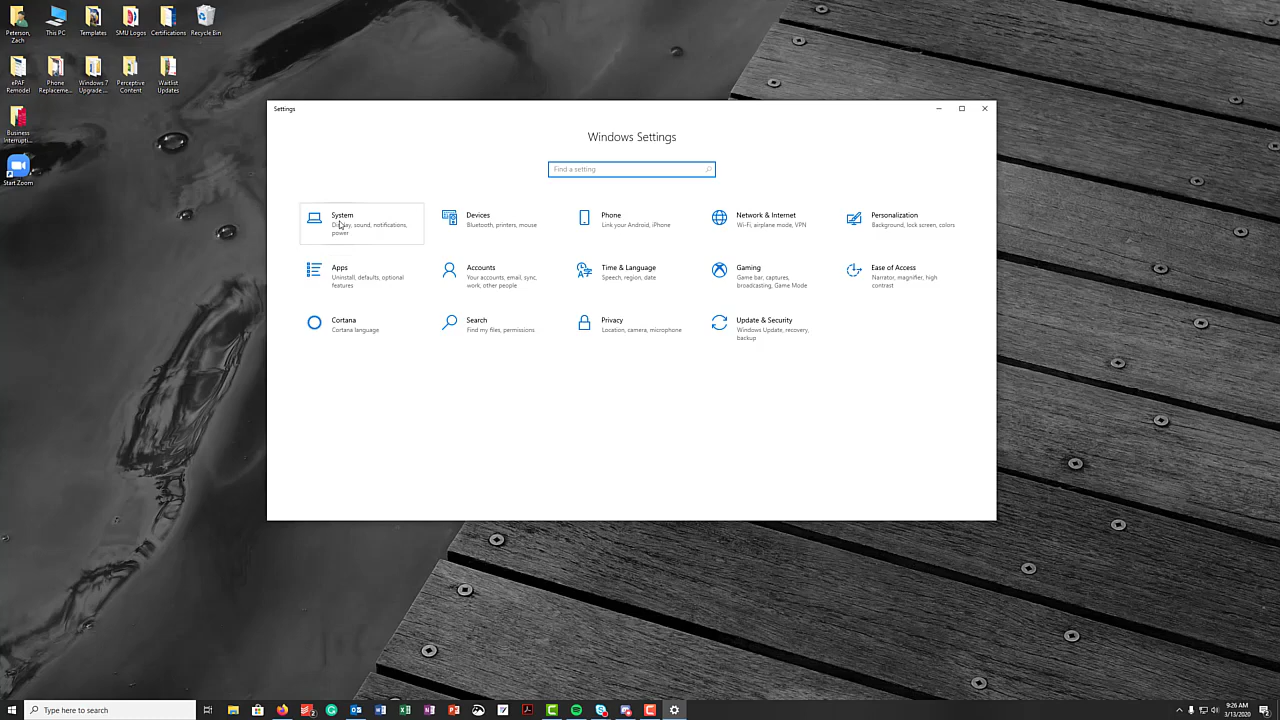 Peterson, Zach
This PC
Templates
SMU Logos
Certifications
Recycle Bin
ePAF Remodel
Phone Replaceme...
Windows 7 Upgrade ...
Perceptive Content
Waitlist Updates
Business Interrupti...
Start Zoom
Settings
Windows Settings
Find a setting
System
Display, sound, notifications,
power
Devices
Bluetooth, printers, mouse
Phone
Link your Android, iPhone
Network & Internet
Wi-Fi, airplane mode, VPN
Personalization
Background, lock screen, colors
Apps
Uninstall, defaults, optional
features
Accounts
Your accounts, email, sync,
work, other people
Time & Language
Speech, region, date
Gaming
Game bar, captures,
broadcasting, Game Mode
Ease of Access
Narrator, magnifier, high
contrast
Cortana
Cortana language
Search
Find my files, permissions
Privacy
Location, camera, microphone
Update & Security
Windows Update, recovery,
backup
Type here to search
9:26 AM
3/13/2020